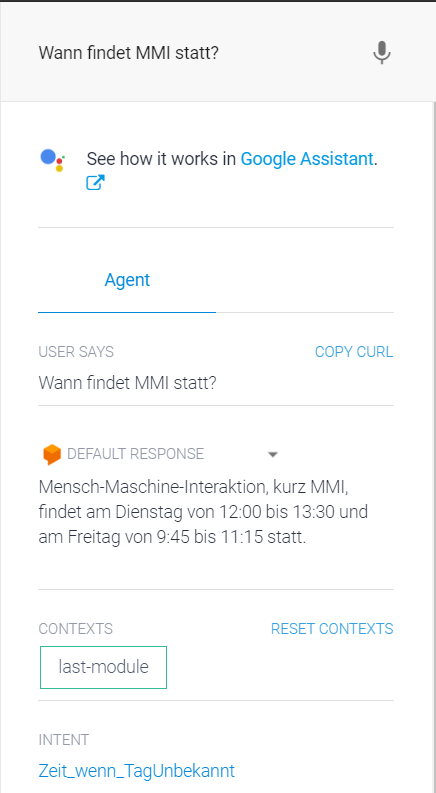 Wann findet MMI statt?
See how it works in Google Assistant.
Agent
USER SAYS
COPY CURL
Wann findet MMI statt?
DEFAULT RESPONSE
Mensch-Maschine-Interaktion, kurz MMI,
findet am Dienstag von 12:00 bis 13:30 und
am Freitag von 9:45 bis 11:15 statt.
CONTEXTS
RESET CONTEXTS
last-module
INTENT
Zeit_wenn_TagUnbekannt